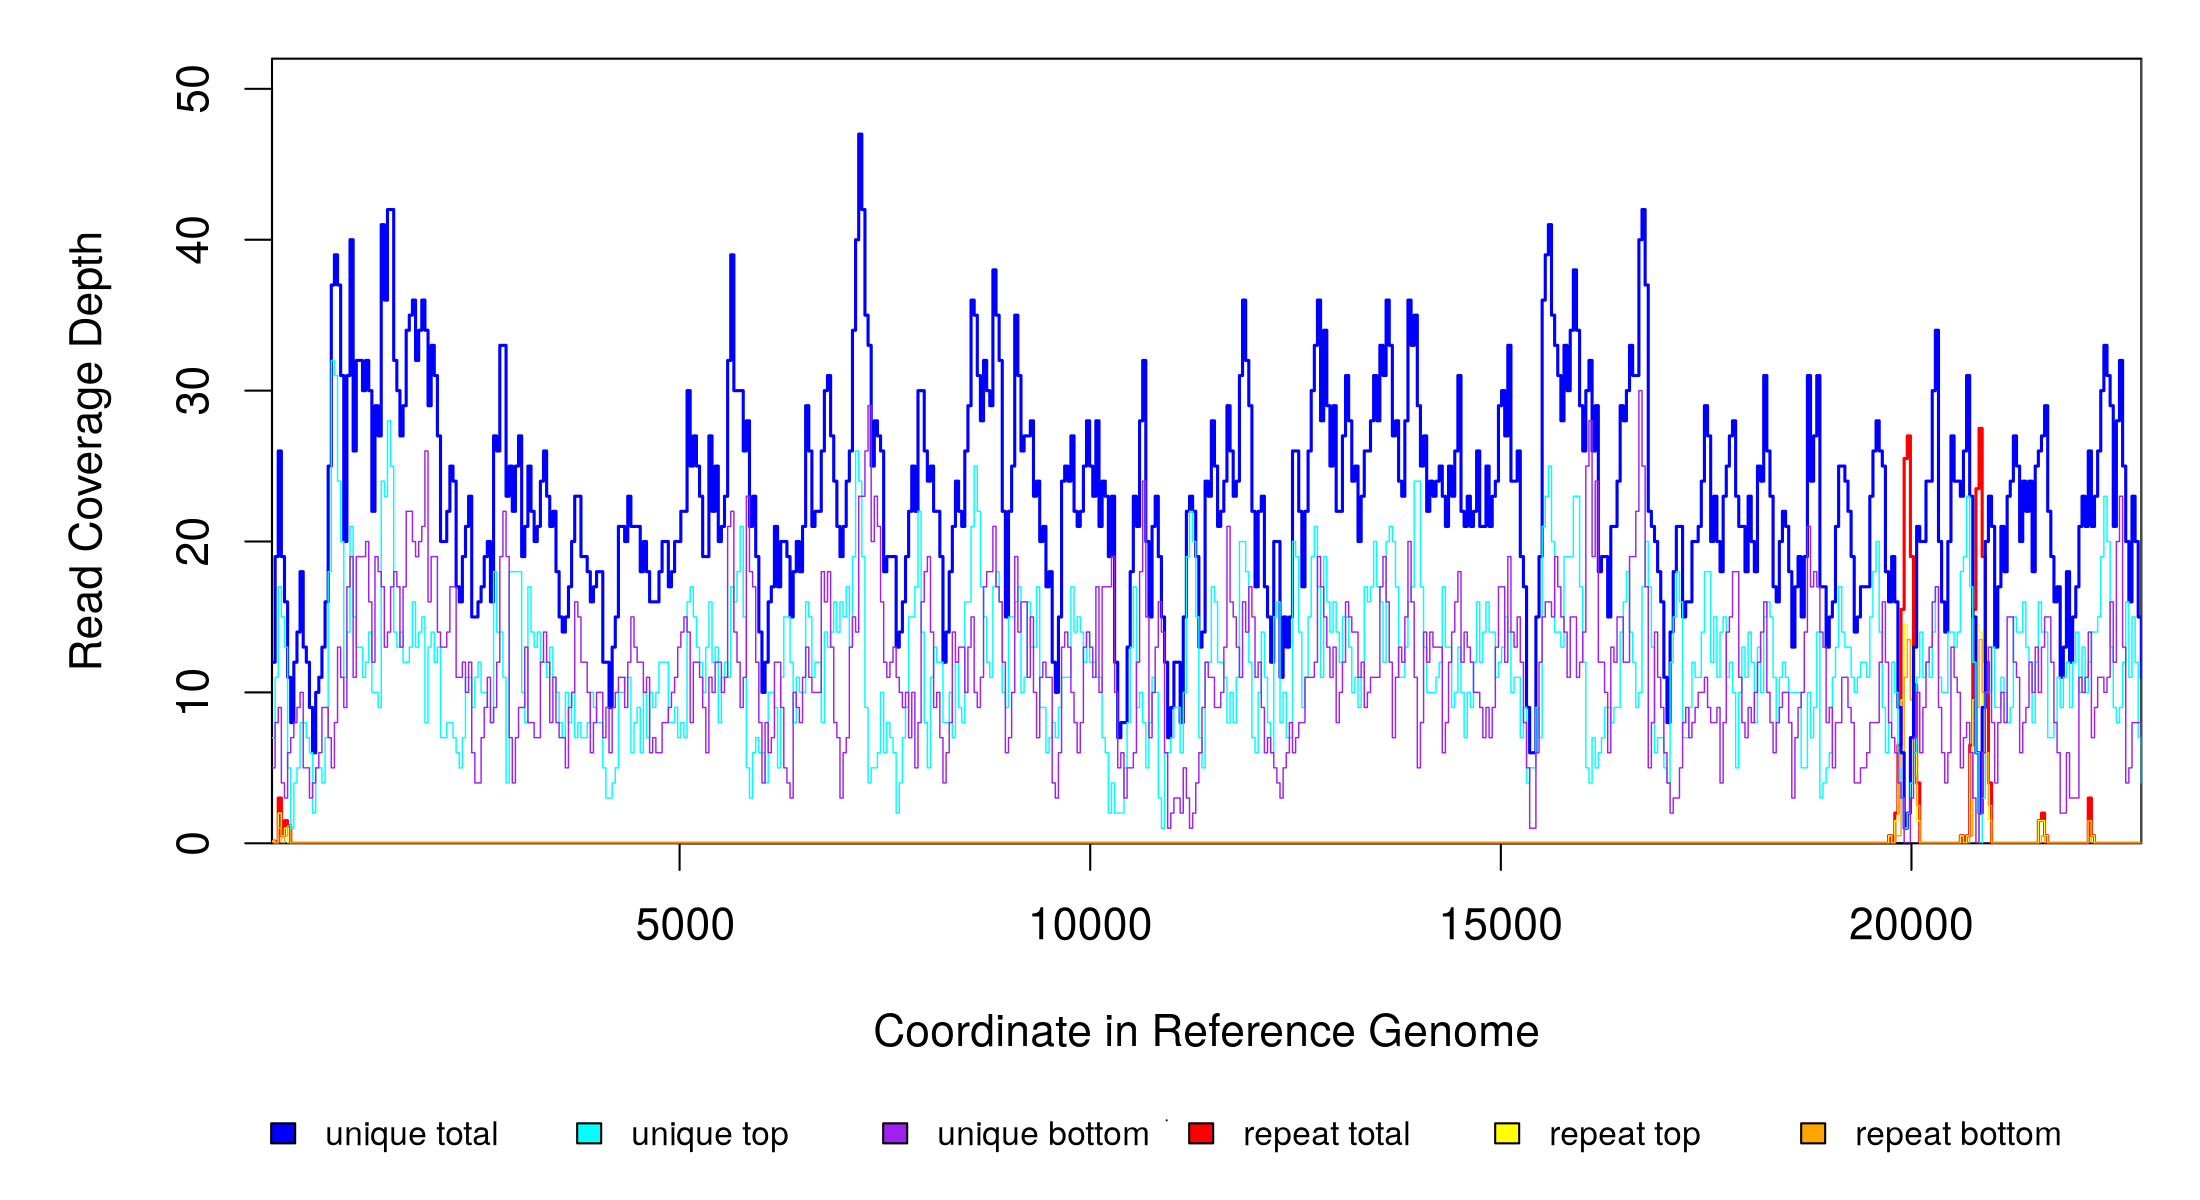 50
40
30
20
10
0
Read Coverage Depth
5000 10000 15000 20000
Coordinate in Reference Genome
unique total unique top unique bottom repeat total repeat top repeat bottom